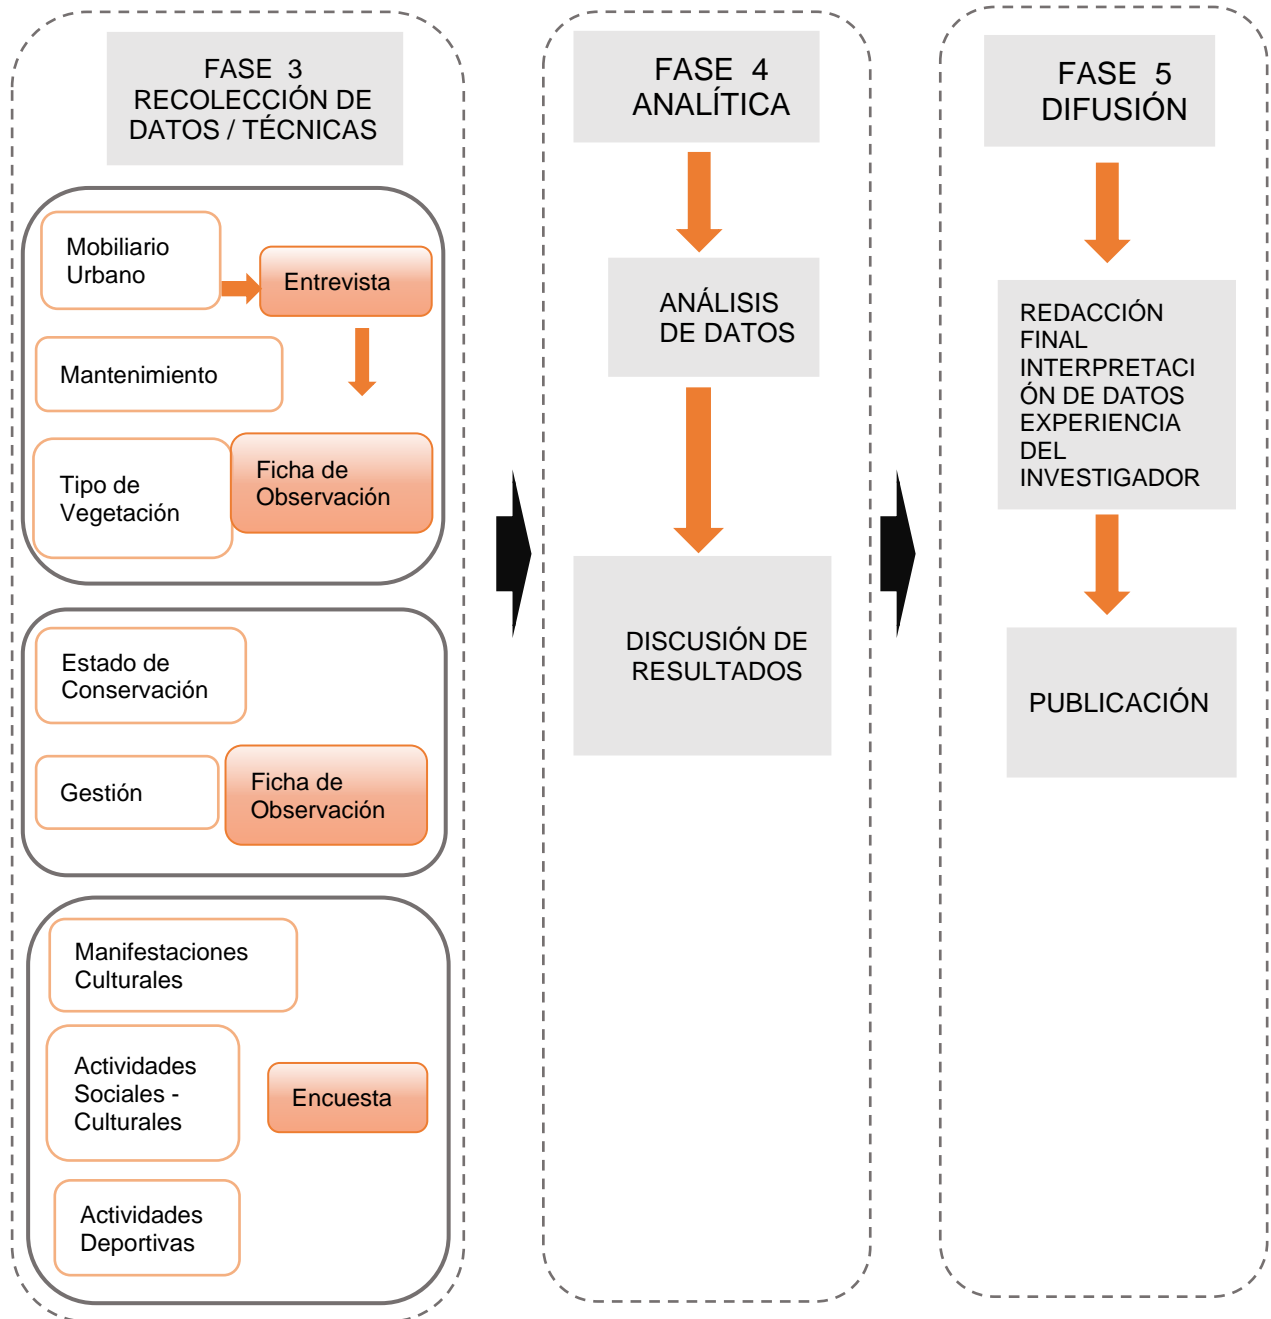 FASE 3
RECOLECCIÓN DE
DATOS / TÉCNICAS
Mobiliario
Urbano
Entrevista
Mantenimiento
Tipo de
Vegetación
Ficha de
Observación
Estado de
Conservación
Gestión
Ficha de
Observación
Manifestaciones
Culturales
Actividades
Sociales -
Culturales
Encuesta
Actividades
Deportivas
FASE 4
ANALÍTICA
ANÁLISIS
DE DATOS
DISCUSIÓN DE
RESULTADOS
FASE 5
DIFUSIÓN
REDACCIÓN
FINAL
INTERPRETACI
ÓN DE DATOS
EXPERIENCIA
DEL
INVESTIGADOR
PUBLICACIÓN